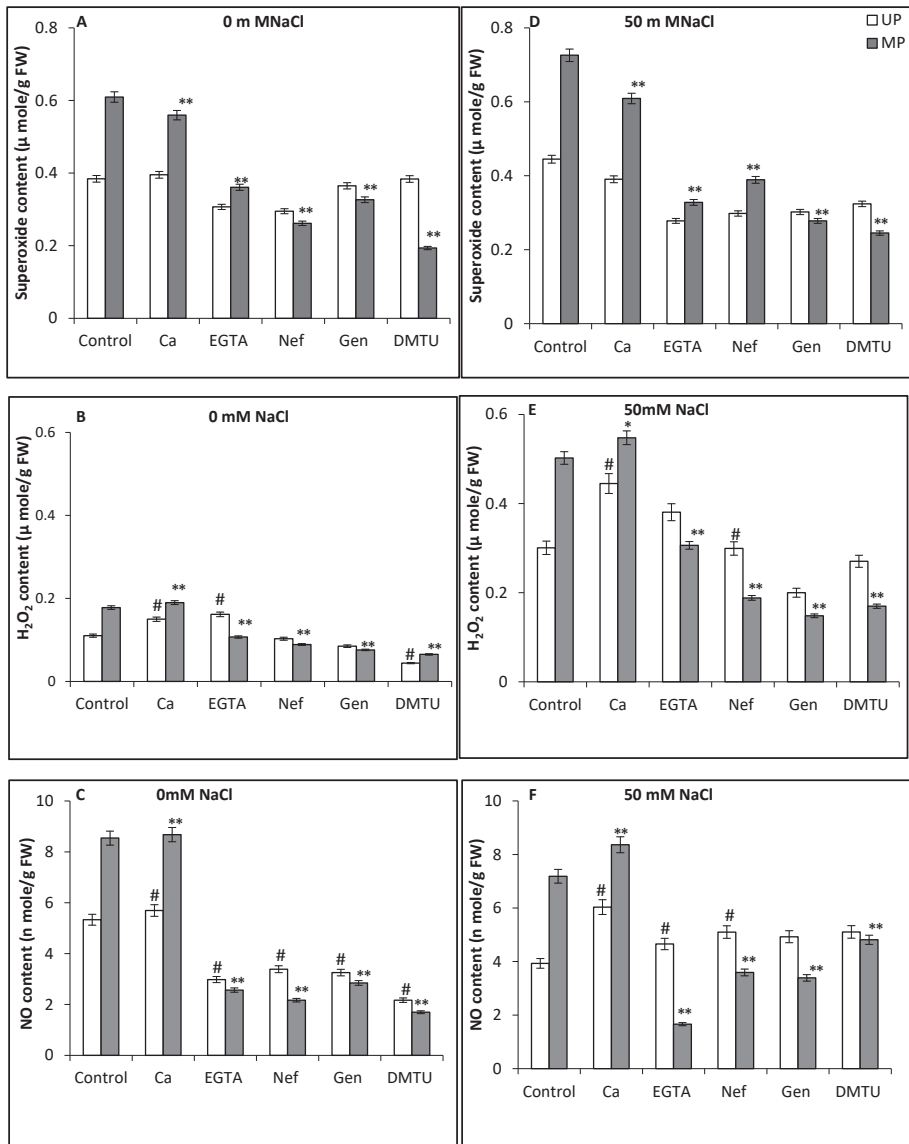 A 0 m MNaCl
Superoxide content (µ mole/g FW)
0.8
0.6
0.4
0.2
0
** ** ** ** **
Control Ca EGTA Nef Gen DMTU
D 50 m MNaCl
UP
MP
Superoxide content (µ mole/g FW)
0.8
0.6
0.4
0.2
0
** ** ** ** **
Control Ca EGTA Nef Gen DMTU
B 0 mM NaCl
H₂O₂ content (µ mole/g FW)
0.6
0.4
0.2
0
# ** # ** ** ** # **
Control Ca EGTA Nef Gen DMTU
E 50mM NaCl
H₂O₂ content (µ mole/g FW)
0.6
0.4
0.2
0
# * ** # ** ** **
Control Ca EGTA Nef Gen DMTU
C 0mM NaCl
NO content (n mole/g FW)
10
8
6
4
2
0
# ** # ** # ** # ** # **
Control Ca EGTA Nef Gen DMTU
F 50 mM NaCl
NO content (n mole/g FW)
10
8
6
4
2
0
# ** # ** # ** ** **
Control Ca EGTA Nef Gen DMTU